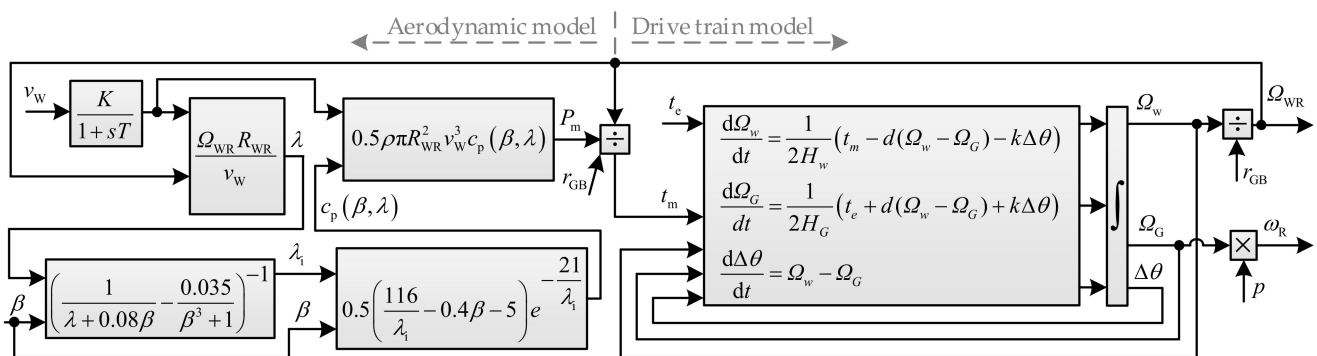 Aerodynamic model
Drive train model
v_W
K / (1 + sT)
Ω_WR R_WR / v_W
λ
0.5ρπR²_WR v³_W c_p(β, λ)
P_m
÷
r_GB
t_e
t_m
dΩ_w/dt = 1/(2H_w) (t_m − d(Ω_w − Ω_G) − kΔθ)
dΩ_G/dt = 1/(2H_G) (t_e + d(Ω_w − Ω_G) + kΔθ)
dΔθ/dt = Ω_w − Ω_G
∫
Ω_w
÷
Ω_WR
r_GB
Ω_G
×
ω_R
Δθ
p
c_p(β, λ)
β
(1/(λ + 0.08β) − 0.035/(β³ + 1))^−1
λ_i
β
0.5(116/λ_i − 0.4β − 5)e^(−21/λ_i)